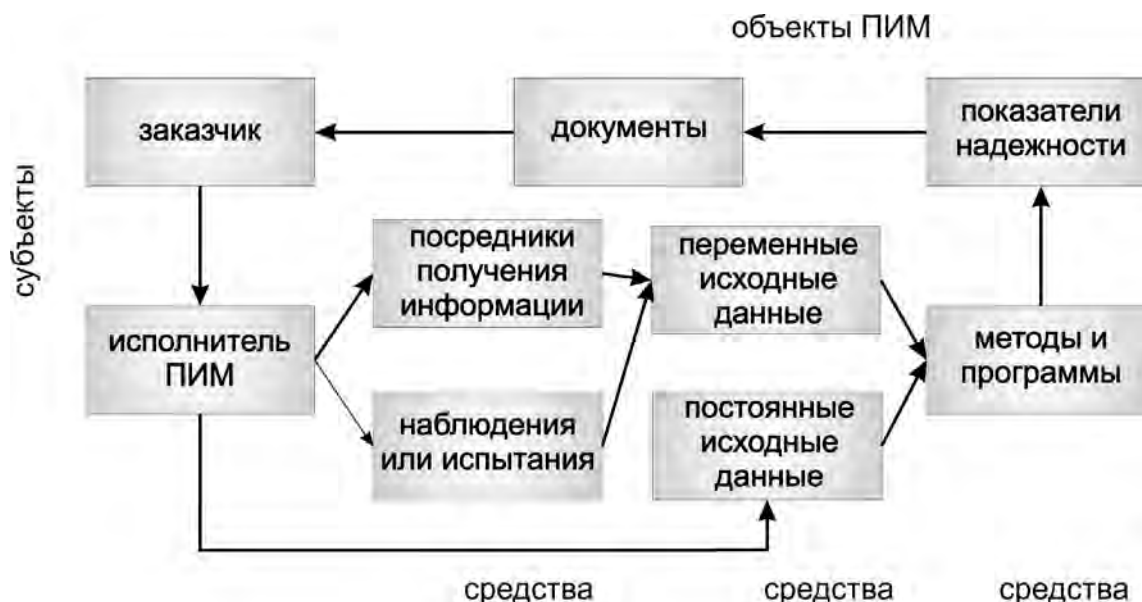 объекты ПИМ
заказчик
документы
показатели
надежности
субъекты
посредники
получения
информации
переменные
исходные
данные
исполнитель
ПИМ
методы и
программы
наблюдения
или испытания
постоянные
исходные
данные
средства
средства
средства